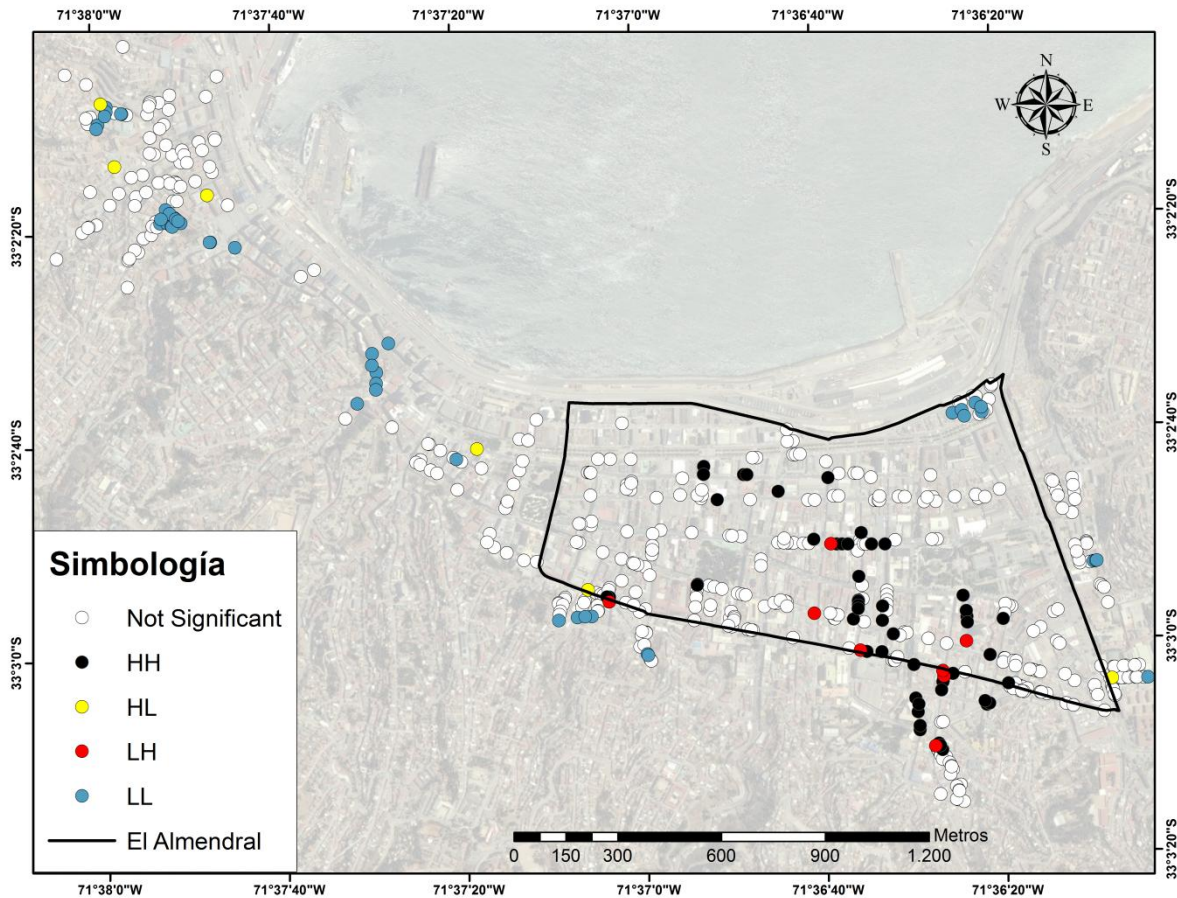 71°38'0"W 71°37'40"W 71°37'20"W 71°37'0"W 71°36'40"W 71°36'20"W
N
W E
S
33°2'20"S 33°2'20"S
33°2'40"S 33°2'40"S
33°3'0"S 33°3'0"S
33°3'20"S
Simbología
Not Significant
HH
HL
LH
LL
El Almendral
Metros
0 150 300 600 900 1.200
71°38'0"W 71°37'40"W 71°37'20"W 71°37'0"W 71°36'40"W 71°36'20"W